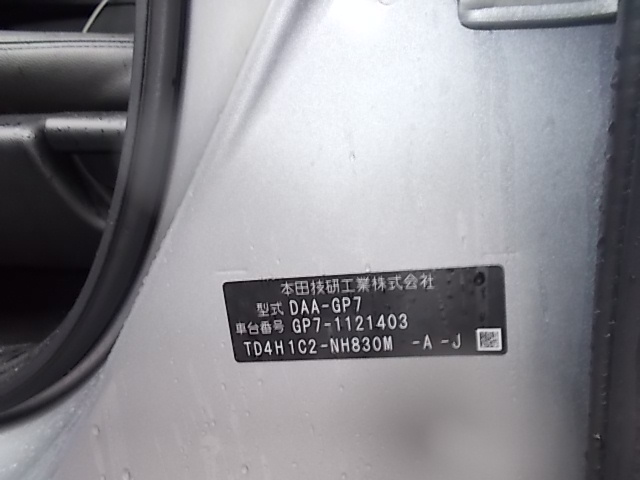 本田技研工業株式会社
型式 DAA-GP7
車台番号 GP7-1121403
TD4H1C2-NH830M -A -J